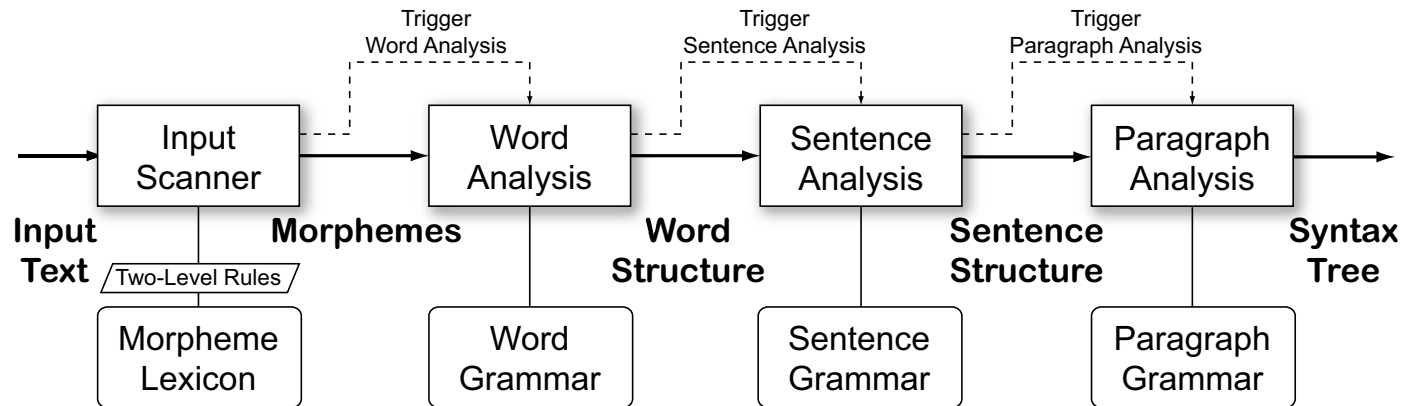 Trigger
Word Analysis
Trigger
Sentence Analysis
Trigger
Paragraph Analysis
Input
Scanner
Word
Analysis
Sentence
Analysis
Paragraph
Analysis
Input
Text
Morphemes
Word
Structure
Sentence
Structure
Syntax
Tree
Two-Level Rules
Morpheme
Lexicon
Word
Grammar
Sentence
Grammar
Paragraph
Grammar